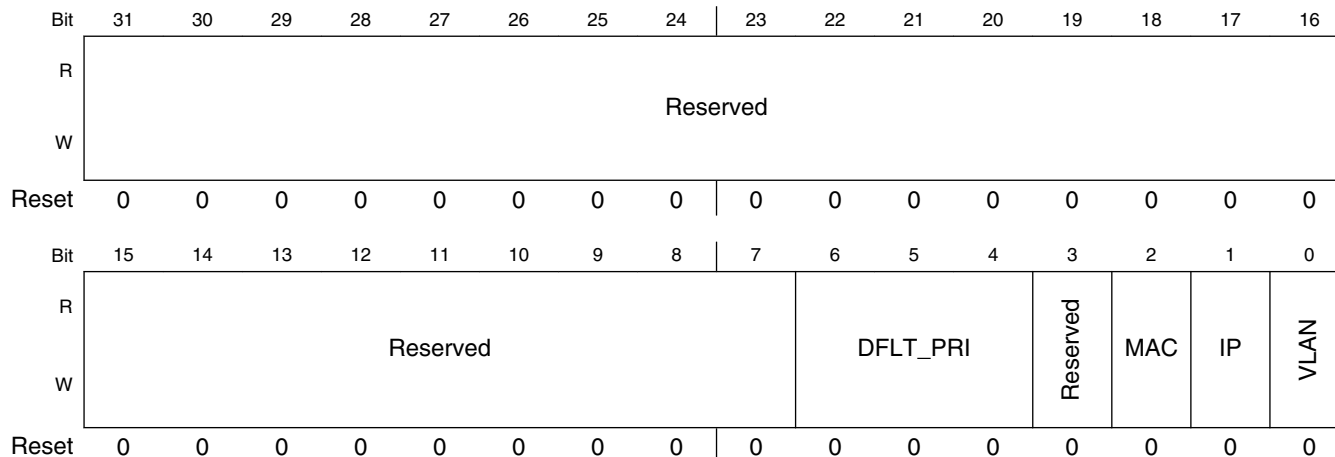 Bit 31 30 29 28 27 26 25 24 23 22 21 20 19 18 17 16
R
Reserved
W
Reset 0 0 0 0 0 0 0 0 0 0 0 0 0 0 0 0
Bit 15 14 13 12 11 10 9 8 7 6 5 4 3 2 1 0
R
Reserved DFLT_PRI Reserved MAC IP VLAN
W
Reset 0 0 0 0 0 0 0 0 0 0 0 0 0 0 0 0